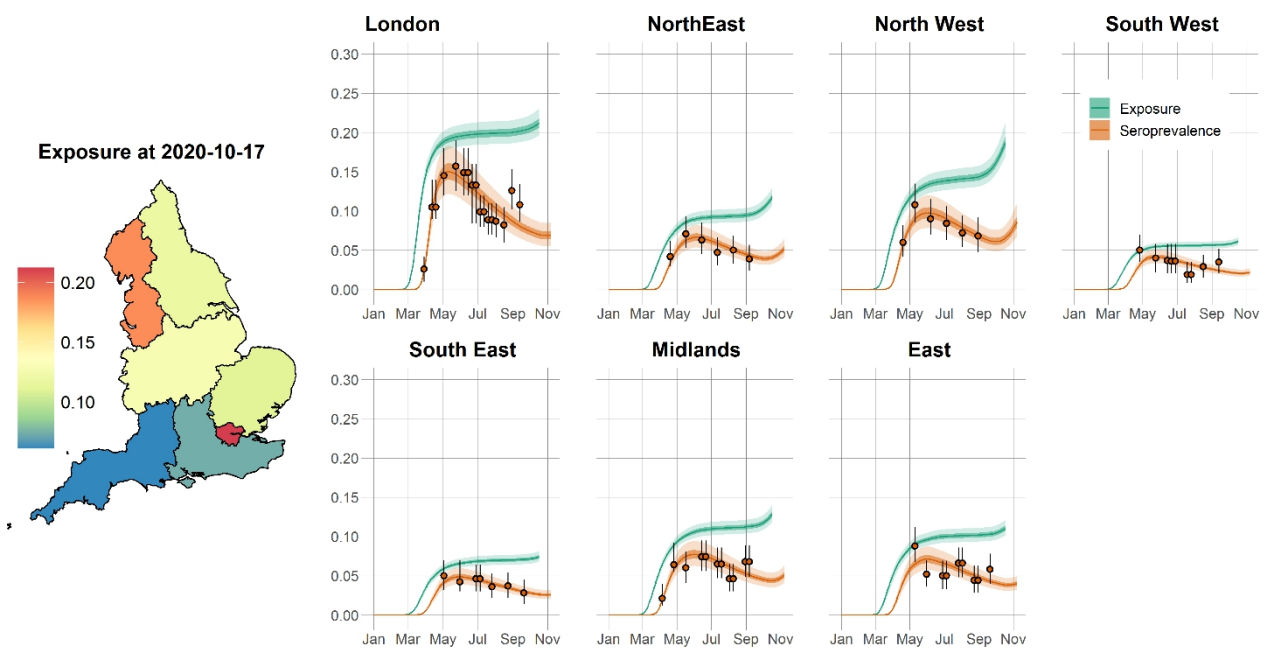 London
NorthEast
North West
South West
0.30
0.25
0.20
0.15
0.10
0.05
0.00
Exposure
Seroprevalence
Jan Mar May Jul Sep Nov
Jan Mar May Jul Sep Nov
Jan Mar May Jul Sep Nov
Jan Mar May Jul Sep Nov
Exposure at 2020-10-17
0.20
0.15
0.10
South East
Midlands
East
0.30
0.25
0.20
0.15
0.10
0.05
0.00
Jan Mar May Jul Sep Nov
Jan Mar May Jul Sep Nov
Jan Mar May Jul Sep Nov